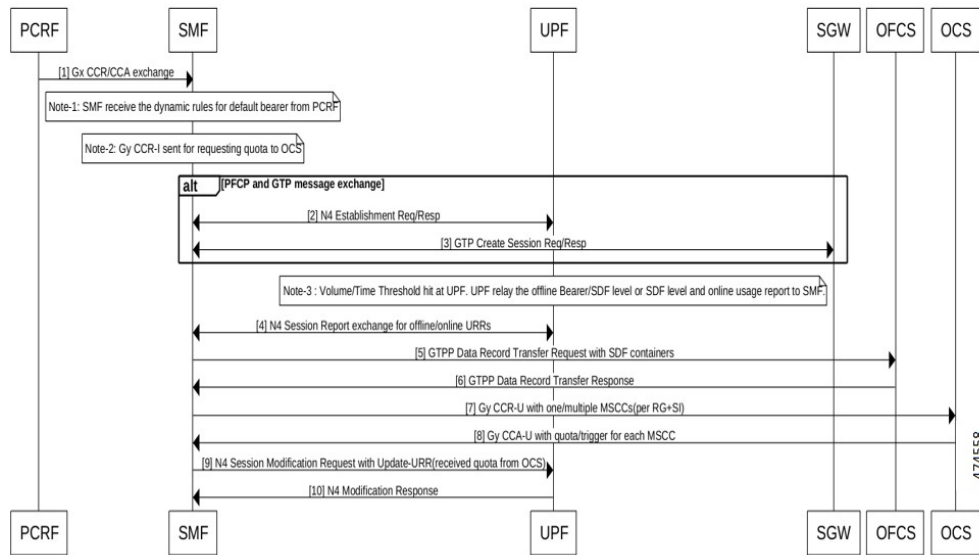 PCRF SMF UPF SGW OFCS OCS
[1] Gx CCR/CCA exchange
Note-1: SMF receive the dynamic rules for default bearer from PCRF
Note-2: Gy CCR-I sent for requesting quota to OCS
alt [PFCP and GTP message exchange]
[2] N4 Establishment Req/Resp
[3] GTP Create Session Req/Resp
Note-3 : Volume/Time Threshold hit at UPF. UPF relay the offline Bearer/SDF level or SDF level and online usage report to SMF.
[4] N4 Session Report exchange for offline/online URRs
[5] GTPP Data Record Transfer Request with SDF containers
[6] GTPP Data Record Transfer Response
[7] Gy CCR-U with one/multiple MSCCs(per RG+SI)
[8] Gy CCA-U with quota/trigger for each MSCC
[9] N4 Session Modification Request with Update-URR(received quota from OCS)
[10] N4 Modification Response
PCRF SMF UPF SGW OFCS OCS
474558